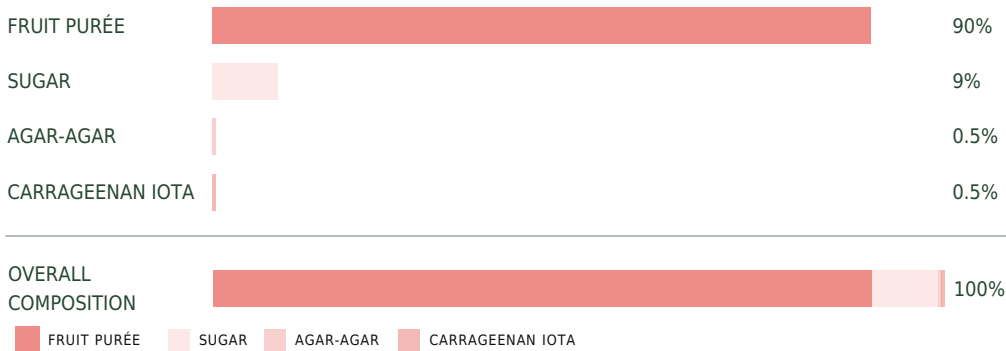 FRUIT PURÉE 90%
SUGAR 9%
AGAR-AGAR 0.5%
CARRAGEENAN IOTA 0.5%
OVERALL
COMPOSITION 100%
FRUIT PURÉE SUGAR AGAR-AGAR CARRAGEENAN IOTA